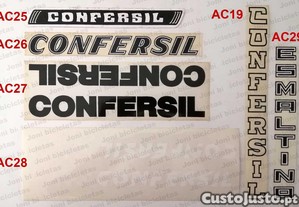 AC25
CONFERSIL
AC26
CONFERSIL
AC27
CONFERSIL
CONFERSIL
AC28
AC19
CONFERSIL
AC29
ESMALTINA
CustoJusto.pt